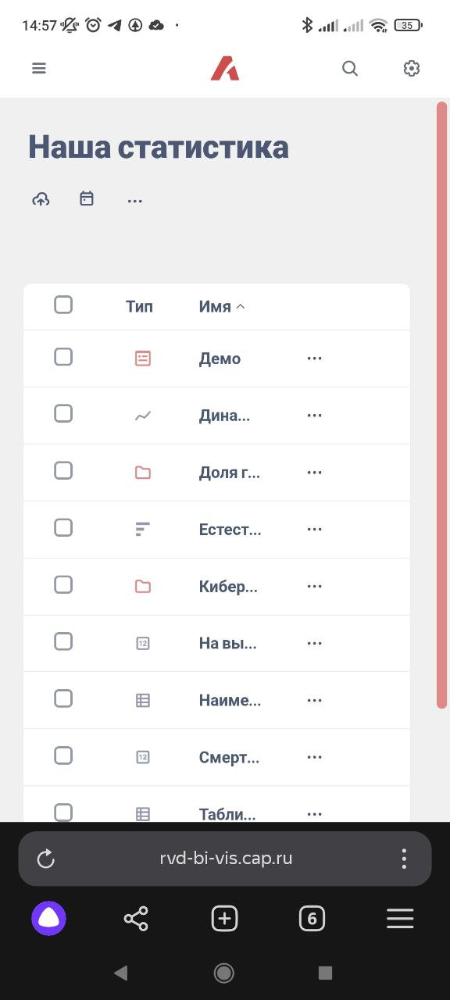 14:57
35
Наша статистика
Тип Имя
Демо
Дина...
Доля г...
Естест...
Кибер...
12 На вы...
Наиме...
12 Смерт...
Табли...
rvd-bi-vis.cap.ru
6